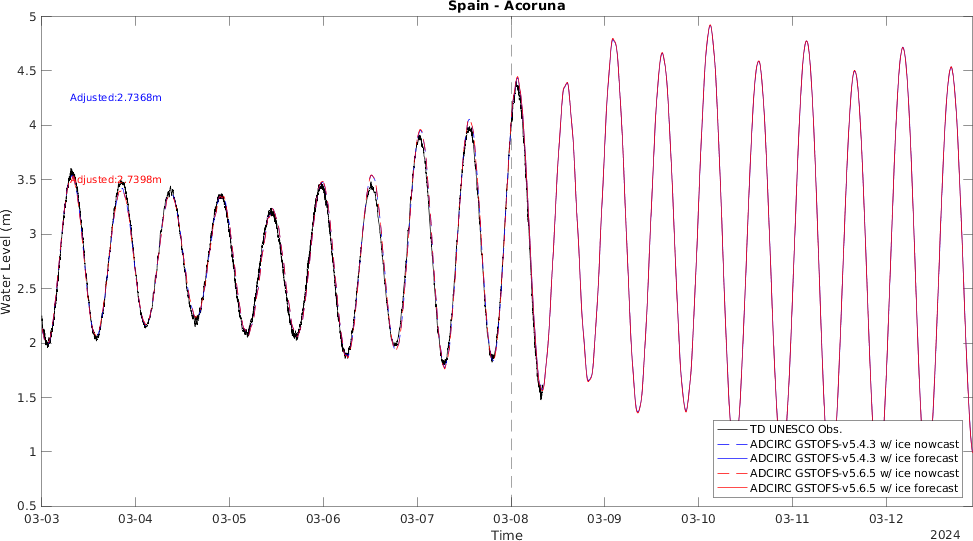 Spain - Acoruna
5
4.5
4
3.5
3
2.5
2
1.5
1
0.5
Water Level (m)
Adjusted:2.7368m
Adjusted:2.7398m
TD UNESCO Obs.
ADCIRC GSTOFS-v5.4.3 w/ ice nowcast
ADCIRC GSTOFS-v5.4.3 w/ ice forecast
ADCIRC GSTOFS-v5.6.5 w/ ice nowcast
ADCIRC GSTOFS-v5.6.5 w/ ice forecast
03-03 03-04 03-05 03-06 03-07 03-08 03-09 03-10 03-11 03-12
Time
2024